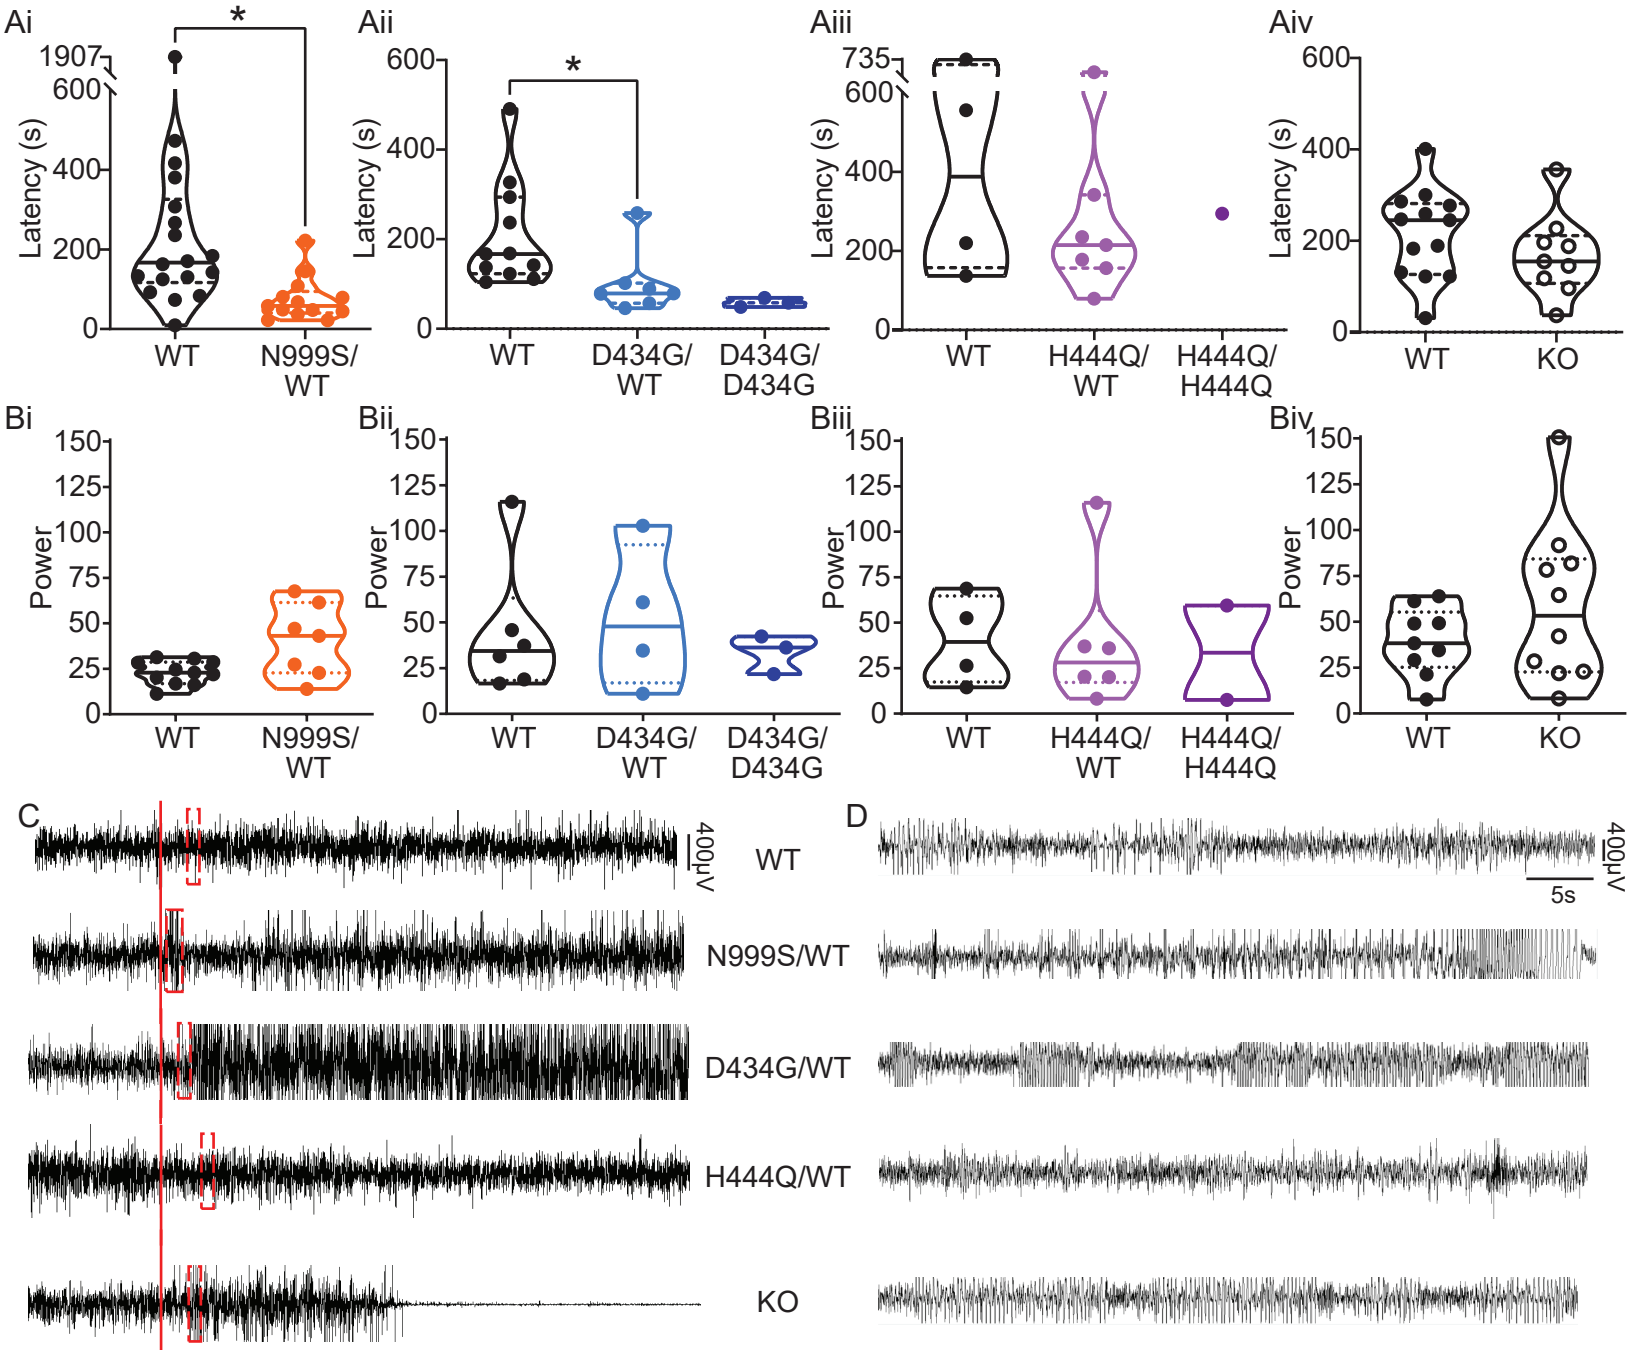 Ai
Latency (s)
1907
600
400
200
0
*
WT
N999S/
WT
Aii
Latency (s)
600
400
200
0
*
WT
D434G/
WT
D434G/
D434G
Aiii
Latency (s)
735
600
400
200
0
WT
H444Q/
WT
H444Q/
H444Q
Aiv
Latency (s)
600
400
200
0
WT
KO
Bi
Power
150
125
100
75
50
25
0
WT
N999S/
WT
Bii
Power
150
125
100
75
50
25
0
WT
D434G/
WT
D434G/
D434G
Biii
Power
150
125
100
75
50
25
0
WT
H444Q/
WT
H444Q/
H444Q
Biv
Power
150
125
100
75
50
25
0
WT
KO
C
400µV
D
400µV
5s
WT
N999S/WT
D434G/WT
H444Q/WT
KO